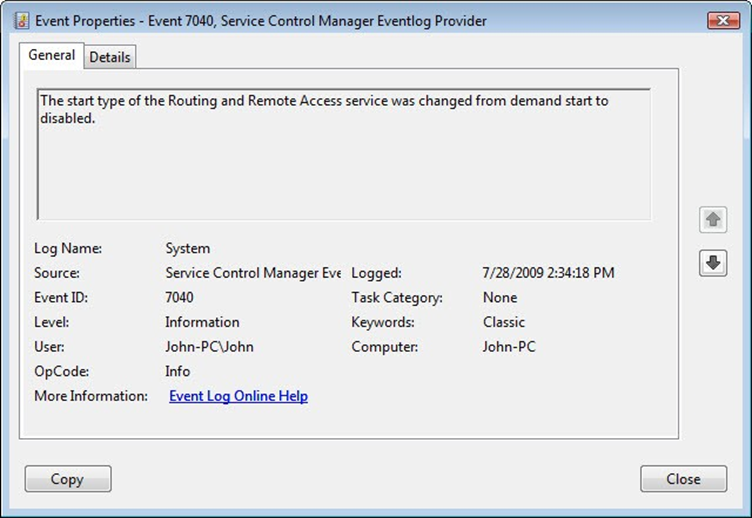 Event Properties - Event 7040, Service Control Manager Eventlog Provider
General Details
The start type of the Routing and Remote Access service was changed from demand start to
disabled.
Log Name: System
Source: Service Control Manager Eve Logged: 7/28/2009 2:34:18 PM
Event ID: 7040 Task Category: None
Level: Information Keywords: Classic
User: John-PC\John Computer: John-PC
OpCode: Info
More Information: Event Log Online Help
Copy Close